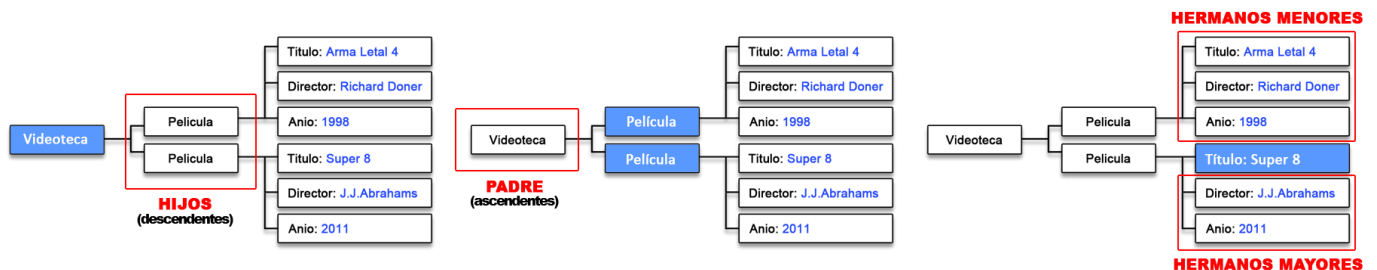 Videoteca
Pelicula
Pelicula
Titulo: Arma Letal 4
Director: Richard Doner
Anio: 1998
Titulo: Super 8
Director: J.J.Abrahams
Anio: 2011
HIJOS
(descendentes)
Videoteca
PADRE
(ascendentes)
Película
Película
Titulo: Arma Letal 4
Director: Richard Doner
Anio: 1998
Titulo: Super 8
Director: J.J.Abrahams
Anio: 2011
HERMANOS MENORES
Videoteca
Pelicula
Pelicula
Titulo: Arma Letal 4
Director: Richard Doner
Anio: 1998
Título: Super 8
Director: J.J.Abrahams
Anio: 2011
HERMANOS MAYORES